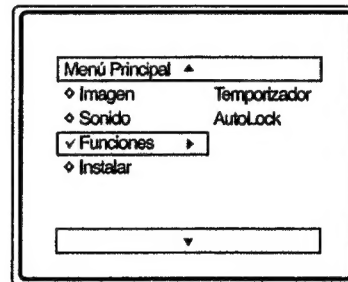 Menú Principal
Imagen Temporizador
Sonido AutoLock
Funciones
Instalar